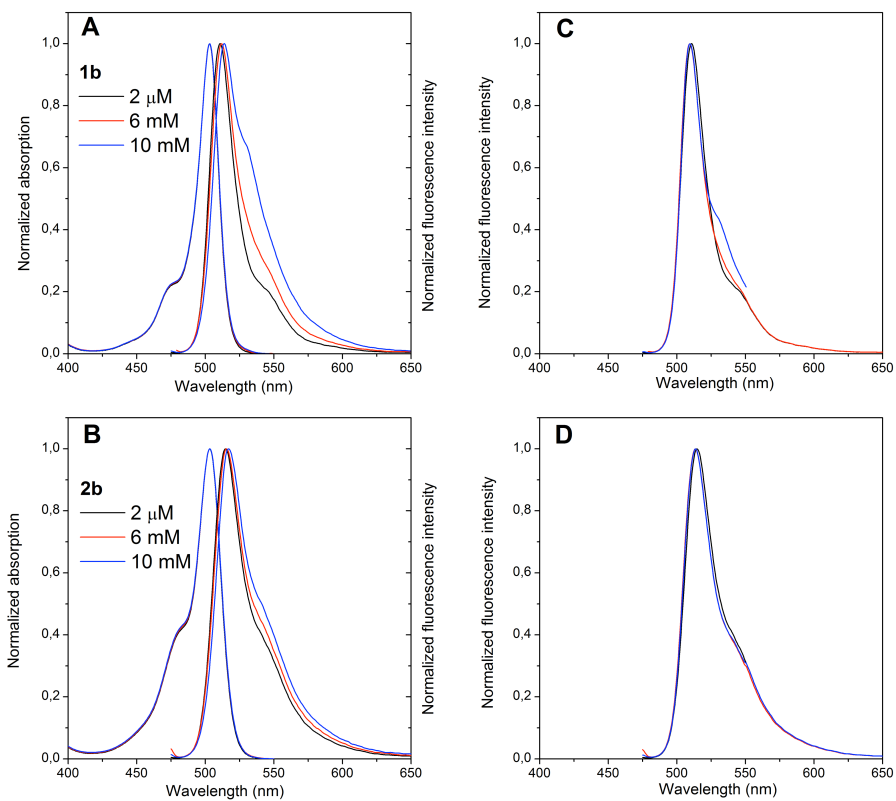 A
1b
2 μM
6 mM
10 mM
1,0
0,8
0,6
0,4
0,2
0,0
400 450 500 550 600 650
Wavelength (nm)
Normalized absorption
Normalized fluorescence intensity
C
1,0
0,8
0,6
0,4
0,2
0,0
400 450 500 550 600 650
Wavelength (nm)
Normalized fluorescence intensity
B
2b
2 μM
6 mM
10 mM
1,0
0,8
0,6
0,4
0,2
0,0
400 450 500 550 600 650
Wavelength (nm)
Normalized absorption
Normalized fluorescence intensity
D
1,0
0,8
0,6
0,4
0,2
0,0
400 450 500 550 600 650
Wavelength (nm)
Normalized fluorescence intensity